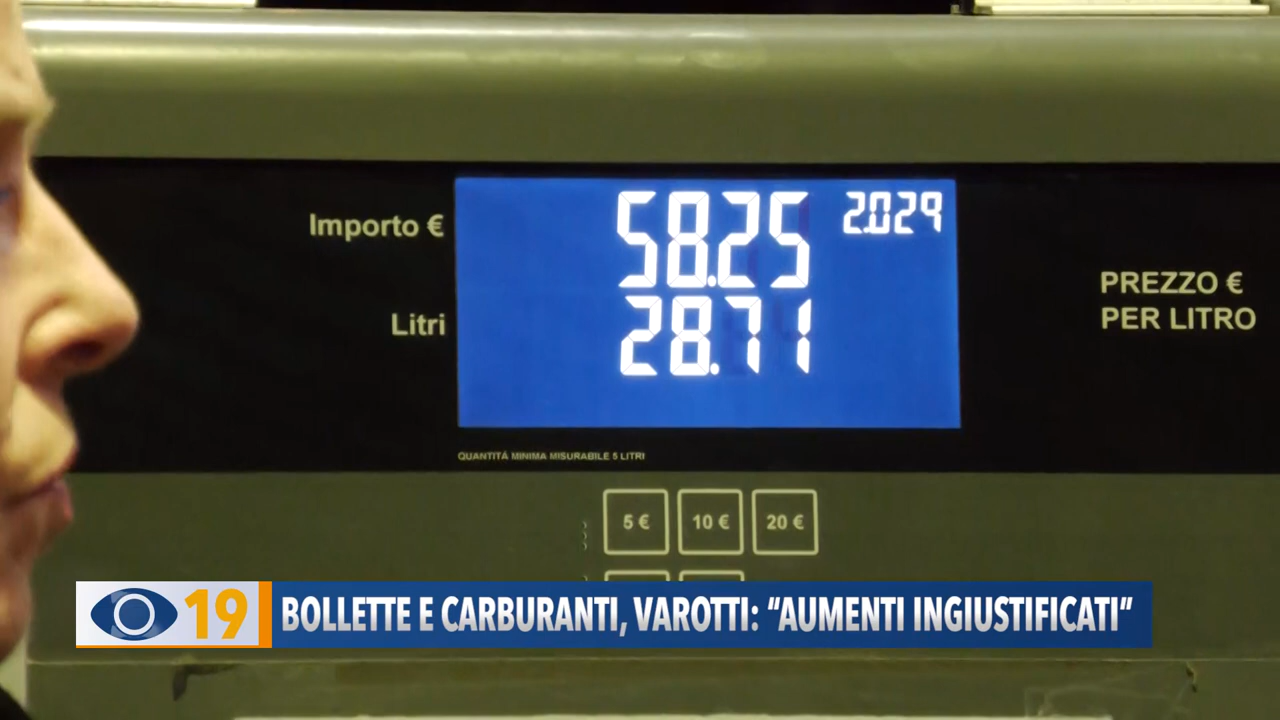 Importo €
58.25
2.029
Litri
28.71
PREZZO €
PER LITRO
QUANTITÁ MINIMA MISURABILE 5 LITRI
5 €
10 €
20 €
19
BOLLETTE E CARBURANTI, VAROTTI: “AUMENTI INGIUSTIFICATI”